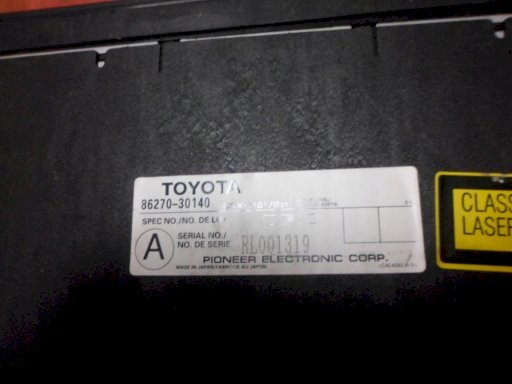 TOYOTA
86270-30140
SPEC NO./NO. DE LOT
A
SERIAL NO./
NO. DE SERIE RL001319
PIONEER ELECTRONIC CORP.
MADE IN JAPAN/FABRIQUE AU JAPON
CLASS
LASER